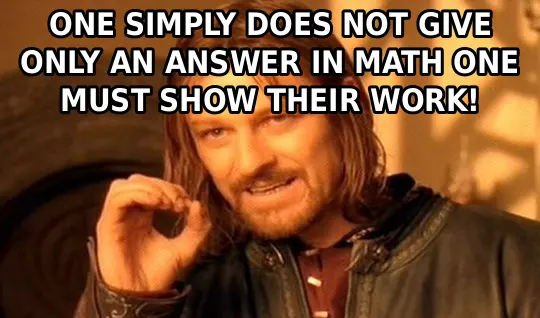 ONE SIMPLY DOES NOT GIVE
ONLY AN ANSWER IN MATH ONE
MUST SHOW THEIR WORK!